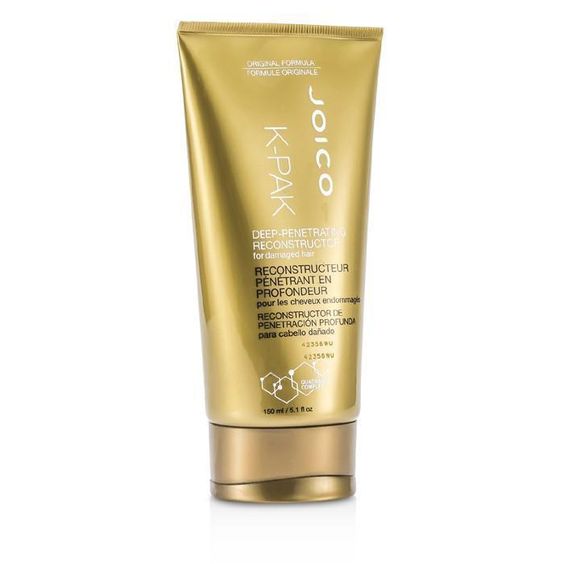 ORIGINAL FORMULA
FORMULE ORIGINALE
JOICO
K-PAK
DEEP-PENETRATING
RECONSTRUCTOR
for damaged hair
RECONSTRUCTEUR
PÉNÉTRANT EN
PROFONDEUR
pour les cheveux endommagés
RECONSTRUCTOR DE
PENETRACIÓN PROFUNDA
para cabello dañado
COMPLEX
150 ml / 5.1 fl oz